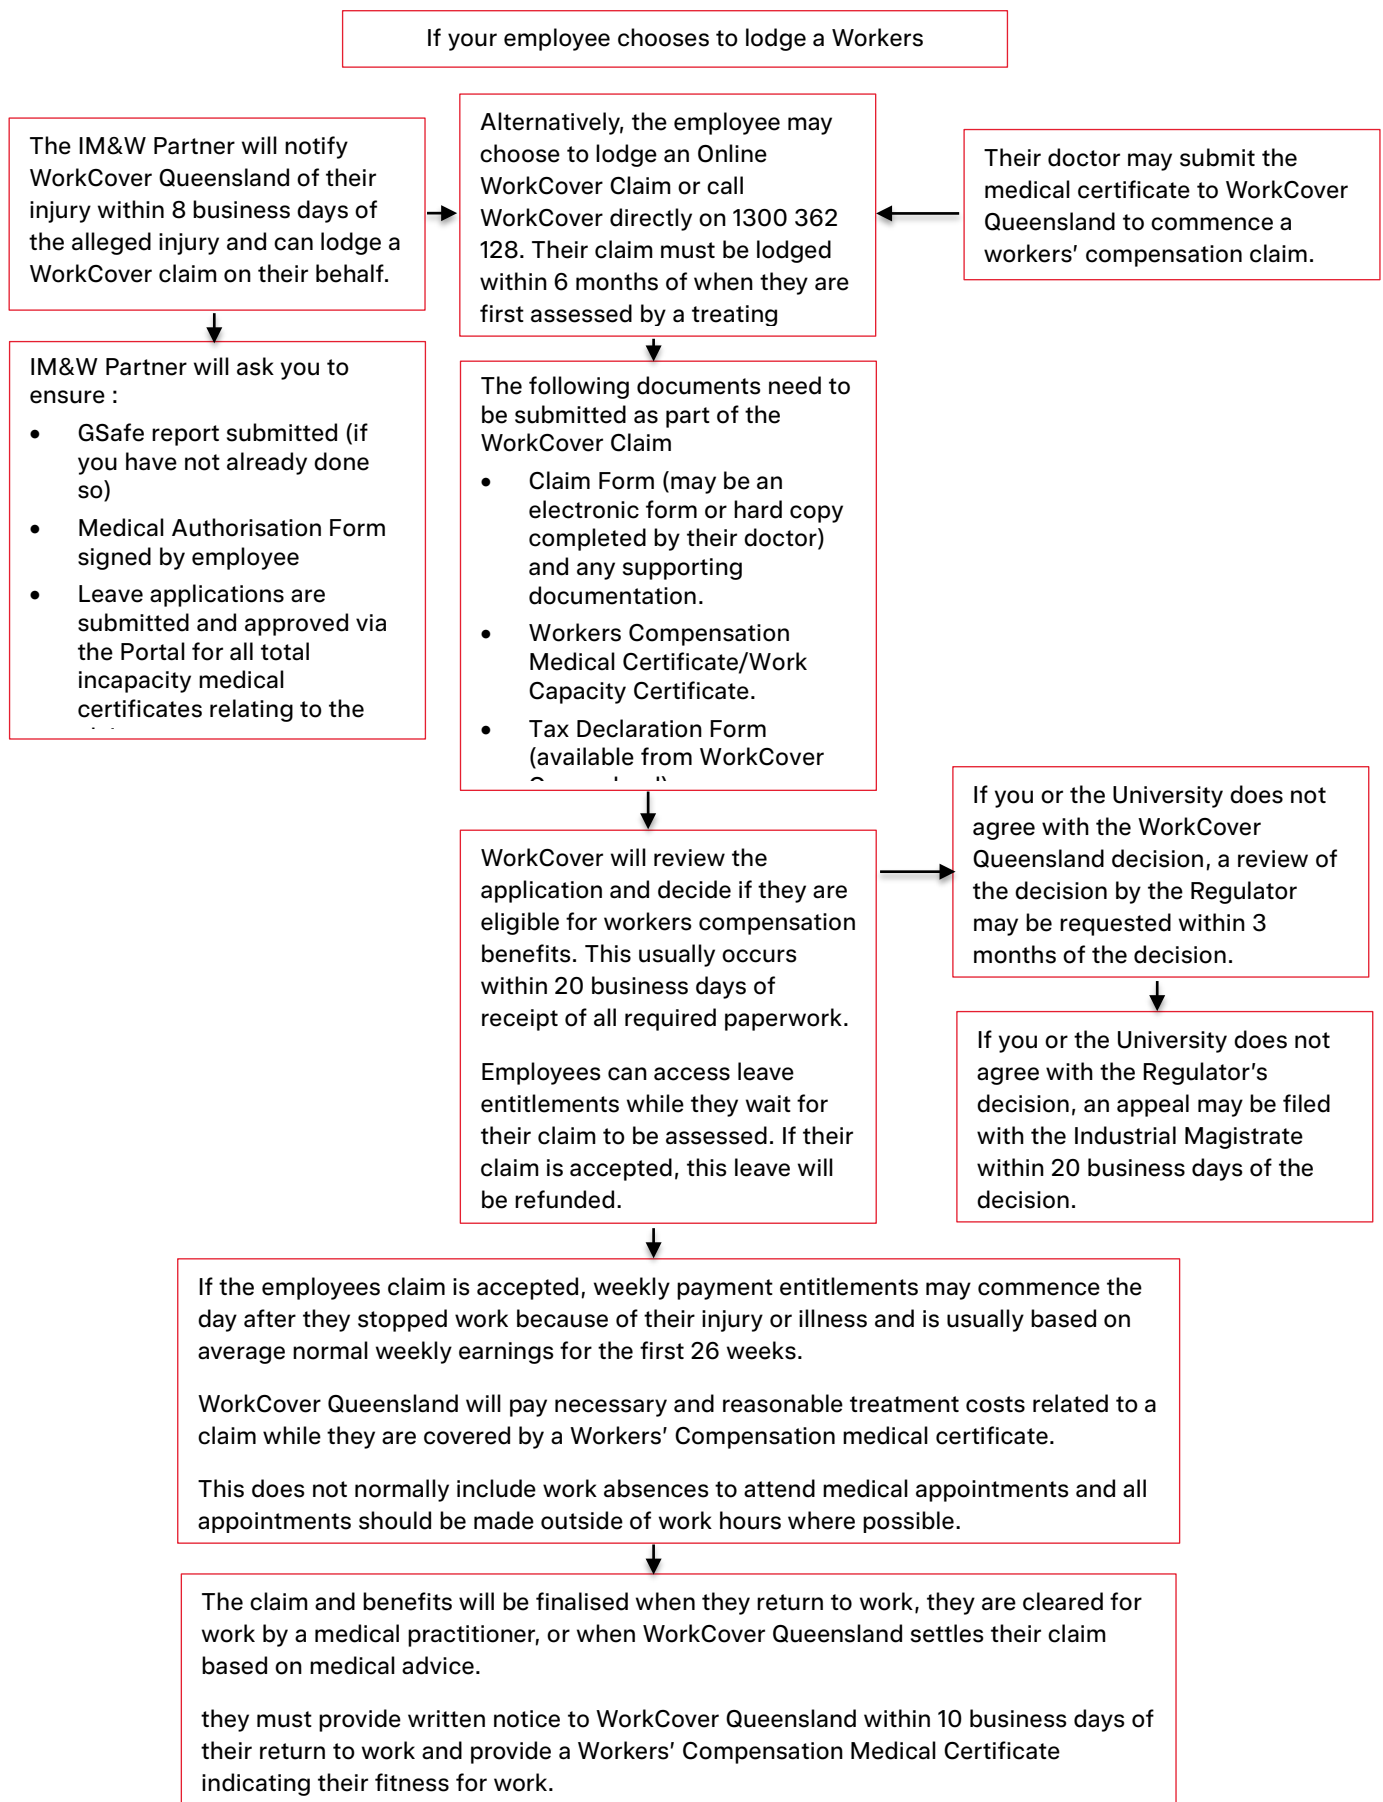 If your employee chooses to lodge a Workers
The IM&W Partner will notify
WorkCover Queensland of their
injury within 8 business days of
the alleged injury and can lodge a
WorkCover claim on their behalf.
Alternatively, the employee may
choose to lodge an Online
WorkCover Claim or call
WorkCover directly on 1300 362
128. Their claim must be lodged
within 6 months of when they are
first assessed by a treating
Their doctor may submit the
medical certificate to WorkCover
Queensland to commence a
workers’ compensation claim.
IM&W Partner will ask you to
ensure :
• GSafe report submitted (if
you have not already done
so)
• Medical Authorisation Form
signed by employee
• Leave applications are
submitted and approved via
the Portal for all total
incapacity medical
certificates relating to the
The following documents need to
be submitted as part of the
WorkCover Claim
• Claim Form (may be an
electronic form or hard copy
completed by their doctor)
and any supporting
documentation.
• Workers Compensation
Medical Certificate/Work
Capacity Certificate.
• Tax Declaration Form
(available from WorkCover
WorkCover will review the
application and decide if they are
eligible for workers compensation
benefits. This usually occurs
within 20 business days of
receipt of all required paperwork.
Employees can access leave
entitlements while they wait for
their claim to be assessed. If their
claim is accepted, this leave will
be refunded.
If you or the University does not
agree with the WorkCover
Queensland decision, a review of
the decision by the Regulator
may be requested within 3
months of the decision.
If you or the University does not
agree with the Regulator’s
decision, an appeal may be filed
with the Industrial Magistrate
within 20 business days of the
decision.
If the employees claim is accepted, weekly payment entitlements may commence the
day after they stopped work because of their injury or illness and is usually based on
average normal weekly earnings for the first 26 weeks.
WorkCover Queensland will pay necessary and reasonable treatment costs related to a
claim while they are covered by a Workers’ Compensation medical certificate.
This does not normally include work absences to attend medical appointments and all
appointments should be made outside of work hours where possible.
The claim and benefits will be finalised when they return to work, they are cleared for
work by a medical practitioner, or when WorkCover Queensland settles their claim
based on medical advice.
they must provide written notice to WorkCover Queensland within 10 business days of
their return to work and provide a Workers’ Compensation Medical Certificate
indicating their fitness for work.